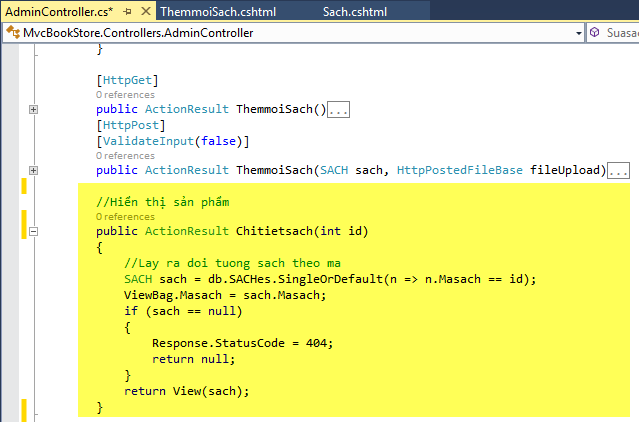 AdminController.cs* ThemmoiSach.cshtml Sach.cshtml
MvcBookStore.Controllers.AdminController Suasac
}
[HttpGet]
0 references
public ActionResult ThemmoiSach()...
[HttpPost]
[ValidateInput(false)]
0 references
public ActionResult ThemmoiSach(SACH sach, HttpPostedFileBase fileUpload)...
//Hiển thị sản phẩm
0 references
public ActionResult Chitietsach(int id)
{
//Lay ra doi tuong sach theo ma
SACH sach = db.SACHes.SingleOrDefault(n => n.Masach == id);
ViewBag.Masach = sach.Masach;
if (sach == null)
{
Response.StatusCode = 404;
return null;
}
return View(sach);
}